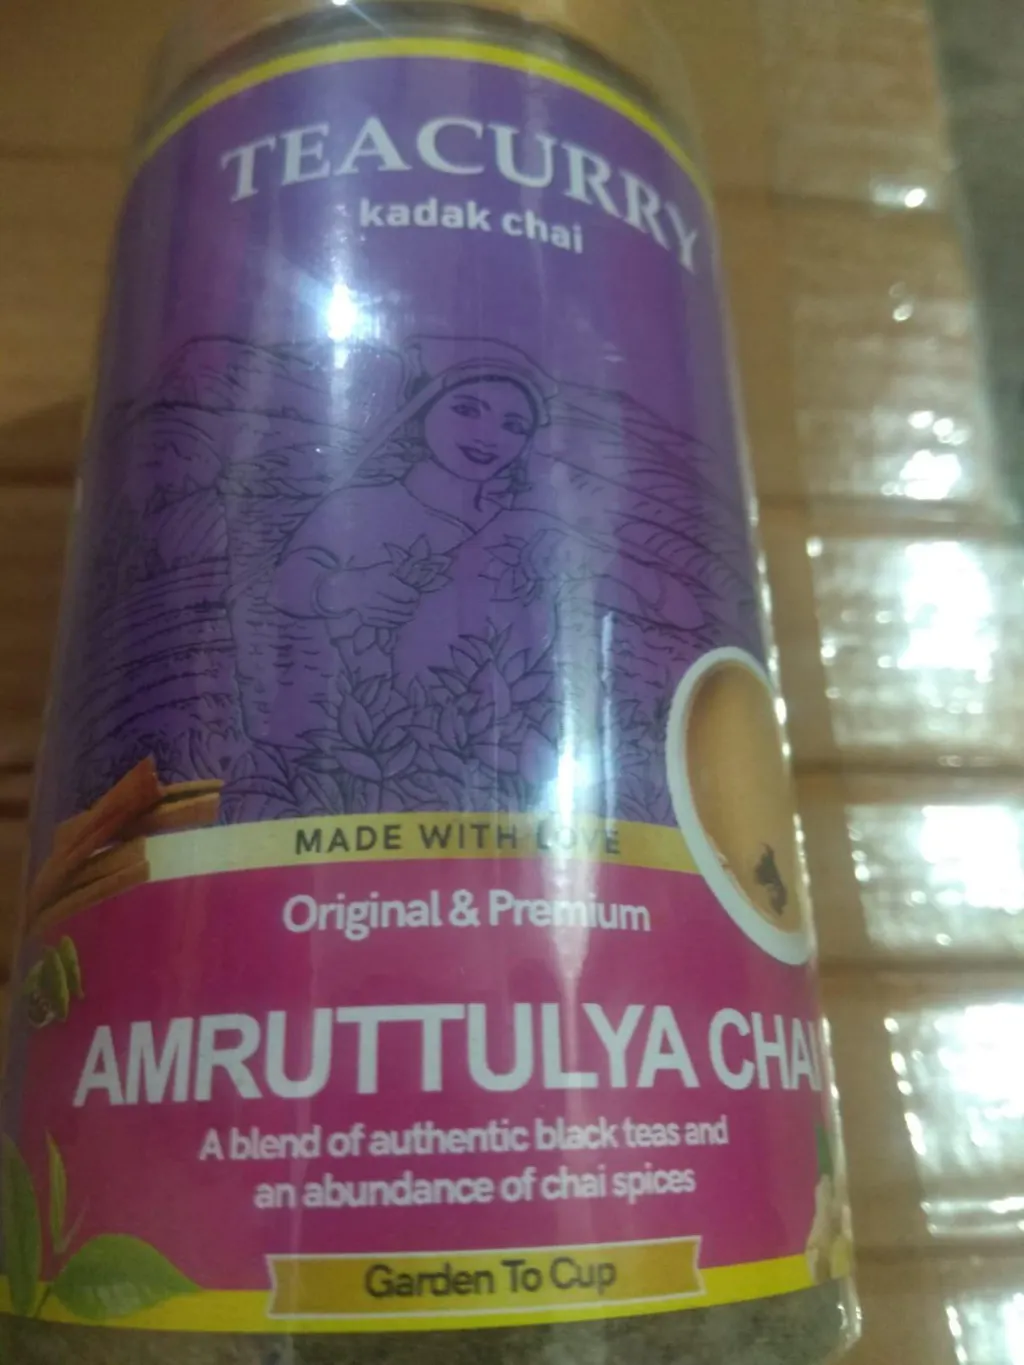 TEACURRY
kadak chai
MADE WITH LOVE
Original & Premium
AMRUTTULYA CHAI
A blend of authentic black teas and
an abundance of chai spices
Garden To Cup